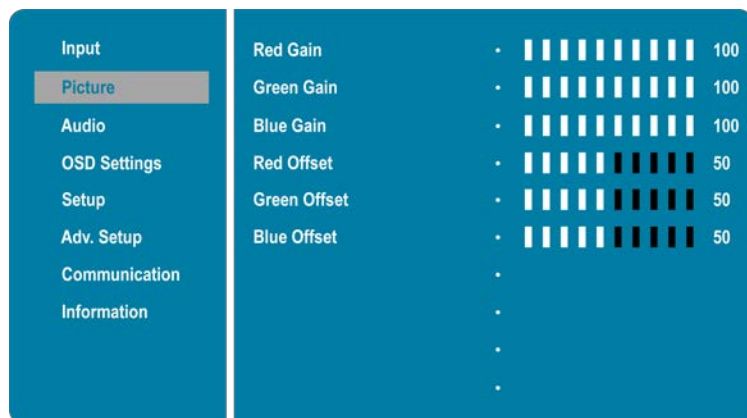 Input
Picture
Audio
OSD Settings
Setup
Adv. Setup
Communication
Information
Red Gain 100
Green Gain 100
Blue Gain 100
Red Offset 50
Green Offset 50
Blue Offset 50